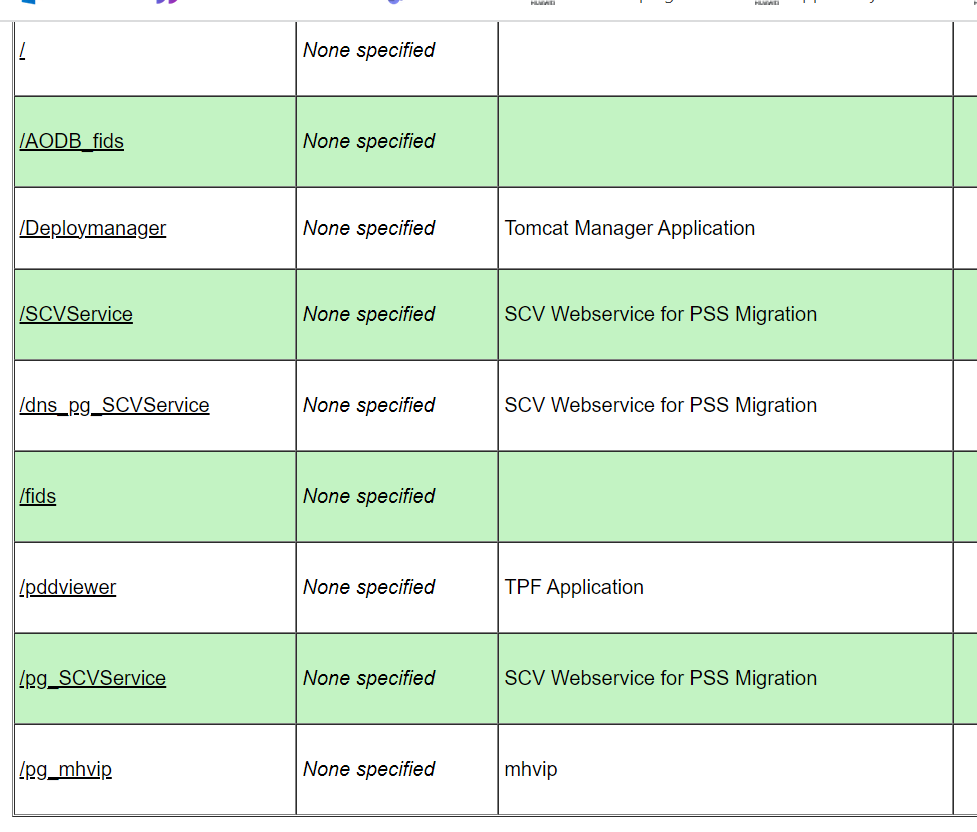 / None specified
/AODB_fids None specified
/Deploymanager None specified Tomcat Manager Application
/SCVService None specified SCV Webservice for PSS Migration
/dns_pg_SCVService None specified SCV Webservice for PSS Migration
/fids None specified
/pddviewer None specified TPF Application
/pg_SCVService None specified SCV Webservice for PSS Migration
/pg_mhvip None specified mhvip